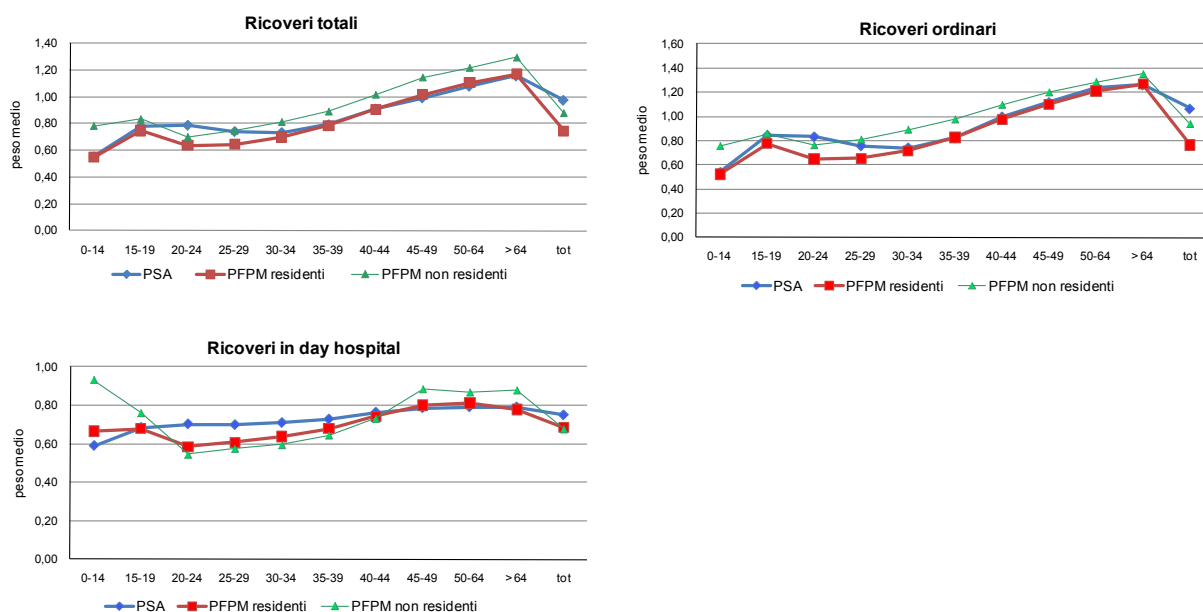 Ricoveri totali
peso medio
1,40
1,20
1,00
0,80
0,60
0,40
0,20
0,00
0-14 15-19 20-24 25-29 30-34 35-39 40-44 45-49 50-64 >64 tot
PSA PFPM residenti PFPM non residenti
Ricoveri ordinari
peso medio
1,60
1,40
1,20
1,00
0,80
0,60
0,40
0,20
0,00
0-14 15-19 20-24 25-29 30-34 35-39 40-44 45-49 50-64 >64 tot
PSA PFPM residenti PFPM non residenti
Ricoveri in day hospital
peso medio
1,00
0,80
0,60
0,40
0,20
0,00
0-14 15-19 20-24 25-29 30-34 35-39 40-44 45-49 50-64 >64 tot
PSA PFPM residenti PFPM non residenti